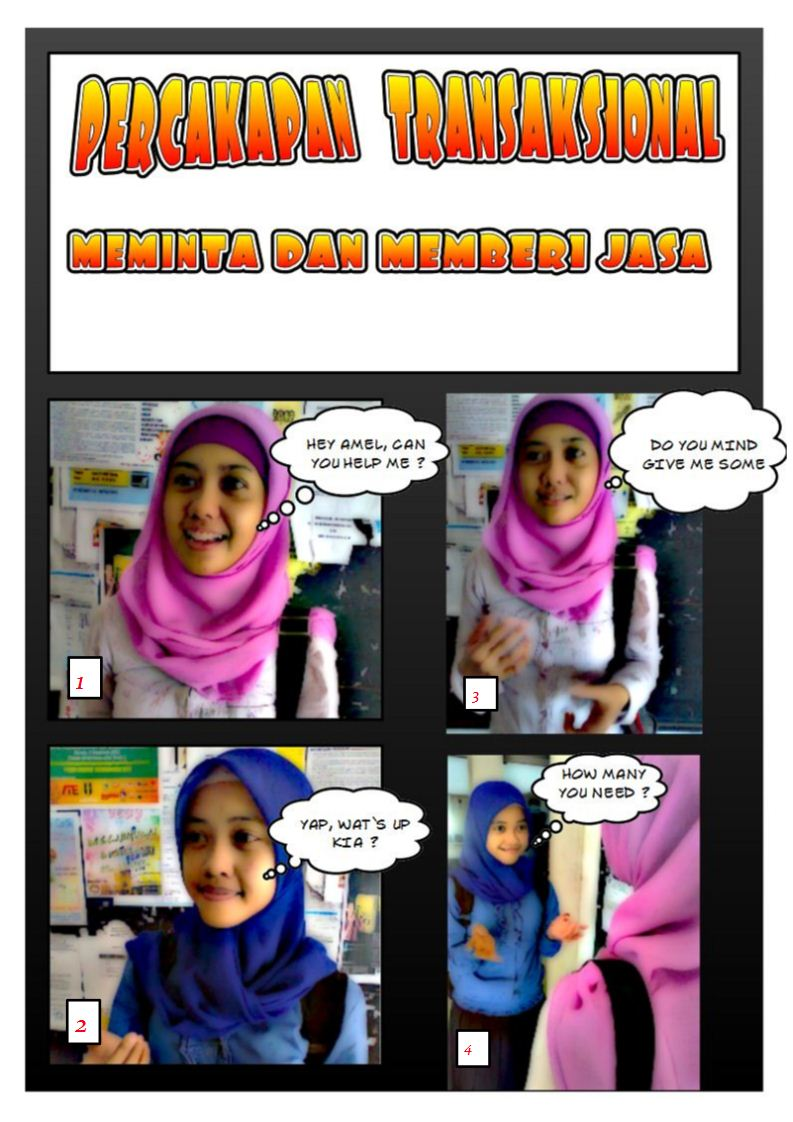 PERCAKAPAN TRANSAKSIONAL
MEMINTA DAN MEMBERI JASA
HEY AMEL, CAN
YOU HELP ME ?
1
YAP, WAT'S UP
KIA ?
2
DO YOU MIND
GIVE ME SOME
3
HOW MANY
YOU NEED ?
4